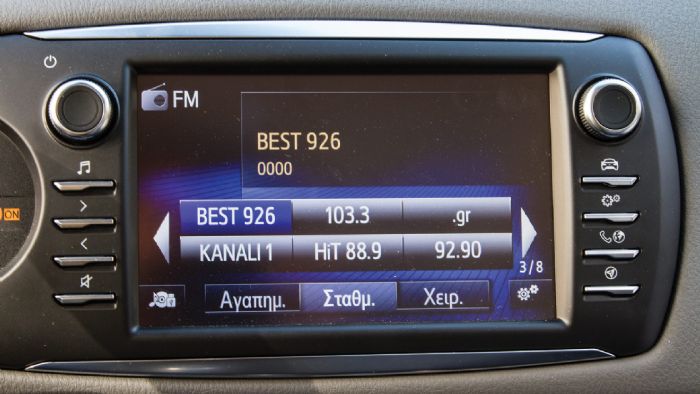 FM
BEST 926
0000
BEST 926 103.3 .gr
KANALI 1 HiT 88.9 92.90
3/8
Αγαπημ. Σταθμ. Χειρ.
ON